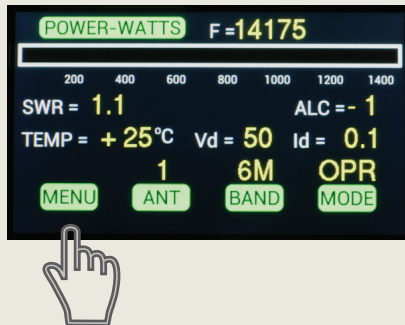 POWER-WATTS F =14175
200 400 600 800 1000 1200 1400
SWR = 1.1 ALC =- 1
TEMP = + 25°C Vd = 50 Id = 0.1
1 6M OPR
MENU ANT BAND MODE